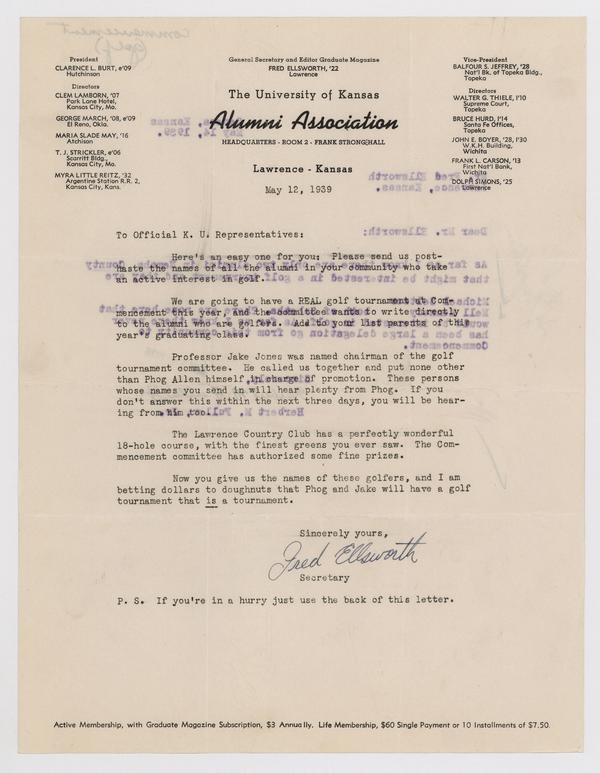 President
CLARENCE L. BURT, e'09
Hutchinson
Directors
CLEM LAMBORN, '07
Park Lane Hotel,
Kansas City, Mo.
GEORGE MARCH, '08, e'09
El Reno, Okla.
MARIA SLADE MAY, '16
Atchison
T. J. STRICKLER, e'06
Scarritt Bldg.,
Kansas City, Mo.
MYRA LITTLE REITZ, '32
Argentine Station R.R. 2,
Kansas City, Kans.
General Secretary and Editor Graduate Magazine
FRED ELLSWORTH, '22
Lawrence
The University of Kansas
Alumni Association
HEADQUARTERS - ROOM 2 - FRANK STRONG HALL
Lawrence - Kansas
Vice-President
BALFOUR S. JEFFREY, '28
Nat'l Bk. of Topeka Bldg.,
Topeka
Directors
WALTER G. THIELE, l'10
Supreme Court,
Topeka
BRUCE HURD, l'14
Santa Fe Offices,
Topeka
JOHN E. BOYER, '28, l'30
W.K.H. Building,
Wichita
FRANK L. CARSON, '13
First Nat'l Bank,
Wichita
DOLPH SIMONS, '25
Lawrence
May 12, 1939
To Official K. U. Representatives:
Here's an easy one for you: Please send us post-
haste the names of all the alumni in your community who take
an active interest in golf.
We are going to have a REAL golf tournament at Com-
mencement this year, and the committee wants to write directly
to the alumni who are golfers. Add to your list parents of this
year's graduating class.
Professor Jake Jones was named chairman of the golf
tournament committee. He called us together and put none other
than Phog Allen himself in charge of promotion. These persons
whose names you send in will hear plenty from Phog. If you
don't answer this within the next three days, you will be hear-
ing from him too.
The Lawrence Country Club has a perfectly wonderful
18-hole course, with the finest greens you ever saw. The Com-
mencement committee has authorized some fine prizes.
Now you give us the names of these golfers, and I am
betting dollars to doughnuts that Phog and Jake will have a golf
tournament that is a tournament.
Sincerely yours,
Fred Ellsworth
Secretary
P. S. If you're in a hurry just use the back of this letter.
Active Membership, with Graduate Magazine Subscription, $3 Annually. Life Membership, $60 Single Payment or 10 Installments of $7.50.